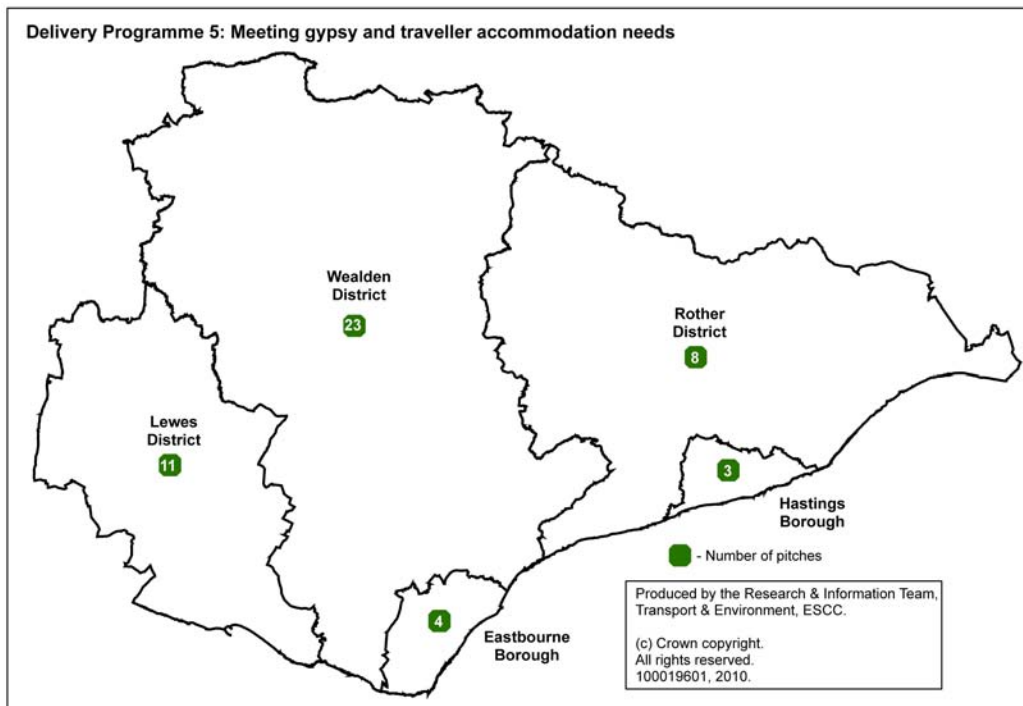 Delivery Programme 5: Meeting gypsy and traveller accommodation needs
Wealden
District
23
Rother
District
8
Lewes
District
11
3
Hastings
Borough
- Number of pitches
4
Eastbourne
Borough
Produced by the Research & Information Team,
Transport & Environment, ESCC.
(c) Crown copyright.
All rights reserved.
100019601, 2010.